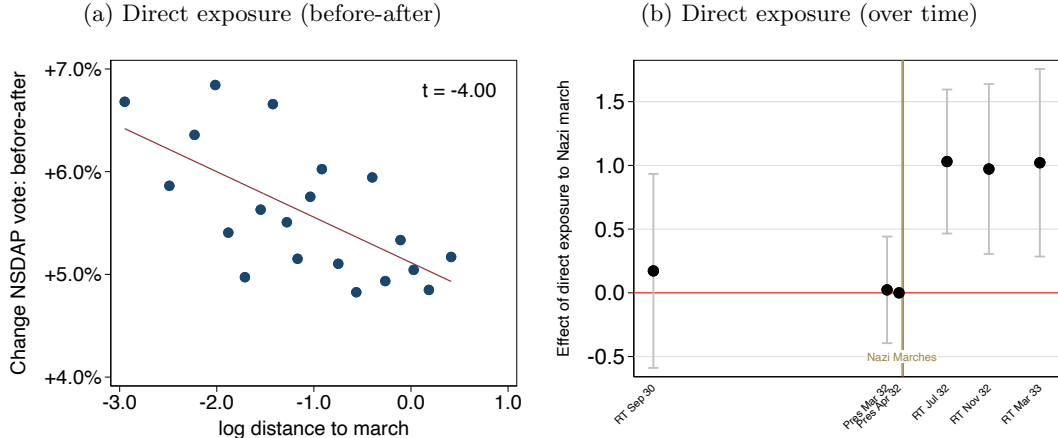 (a) Direct exposure (before-after)
Change NSDAP vote: before-after
+7.0%
+6.0%
+5.0%
+4.0%
t = -4.00
-3.0 -2.0 -1.0 0.0 1.0
log distance to march
(b) Direct exposure (over time)
Effect of direct exposure to Nazi march
1.5
1.0
0.5
0.0
-0.5
Nazi Marches
RT Sep 30
Pres Mar 32
Pres Apr 32
RT Jul 32
RT Nov 32
RT Mar 33